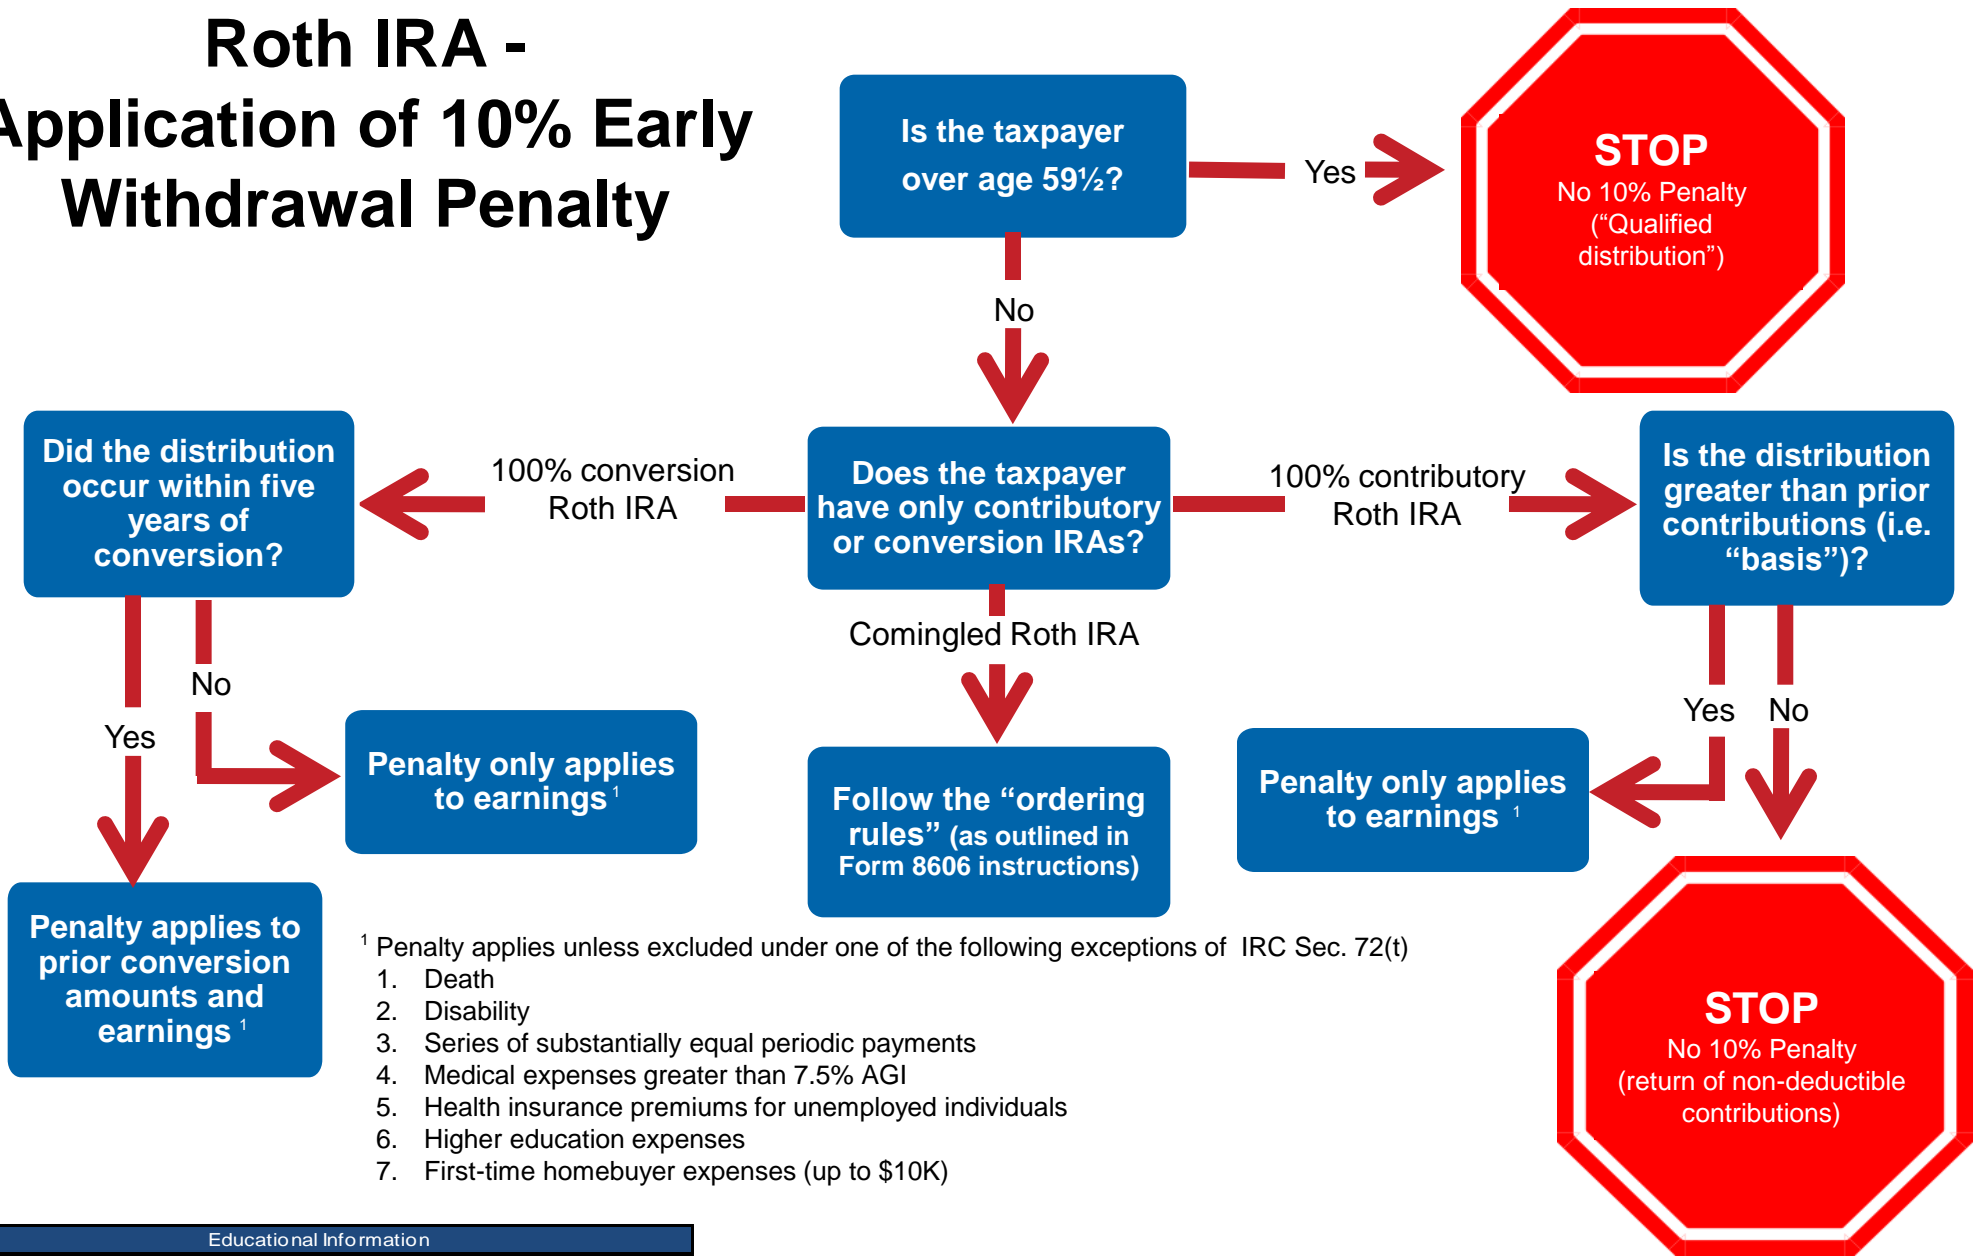 Roth IRA -
Application of 10% Early
Withdrawal Penalty
Is the taxpayer
over age 59½?
Yes
STOP
No 10% Penalty
(“Qualified
distribution”)
No
Did the distribution
occur within five
years of
conversion?
100% conversion
Roth IRA
Does the taxpayer
have only contributory
or conversion IRAs?
100% contributory
Roth IRA
Is the distribution
greater than prior
contributions (i.e.
“basis”)?
Comingled Roth IRA
No
Yes
Yes
No
Penalty only applies
to earnings 1
Follow the “ordering
rules” (as outlined in
Form 8606 instructions)
Penalty only applies
to earnings 1
Penalty applies to
prior conversion
amounts and
earnings 1
1 Penalty applies unless excluded under one of the following exceptions of IRC Sec. 72(t)
1. Death
2. Disability
3. Series of substantially equal periodic payments
4. Medical expenses greater than 7.5% AGI
5. Health insurance premiums for unemployed individuals
6. Higher education expenses
7. First-time homebuyer expenses (up to $10K)
STOP
No 10% Penalty
(return of non-deductible
contributions)
Educational Information